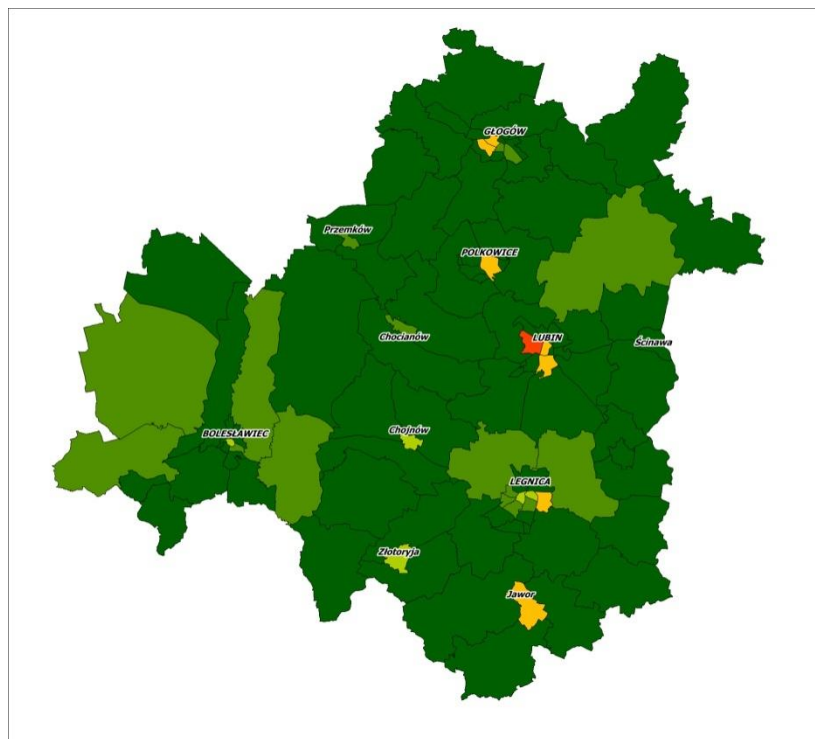 GŁOGÓW
Przemków
POLKOWICE
Chocianów
LUBIN
Ścinawa
BOLESŁAWIEC
Chojnów
LEGNICA
Złotoryja
Jawor